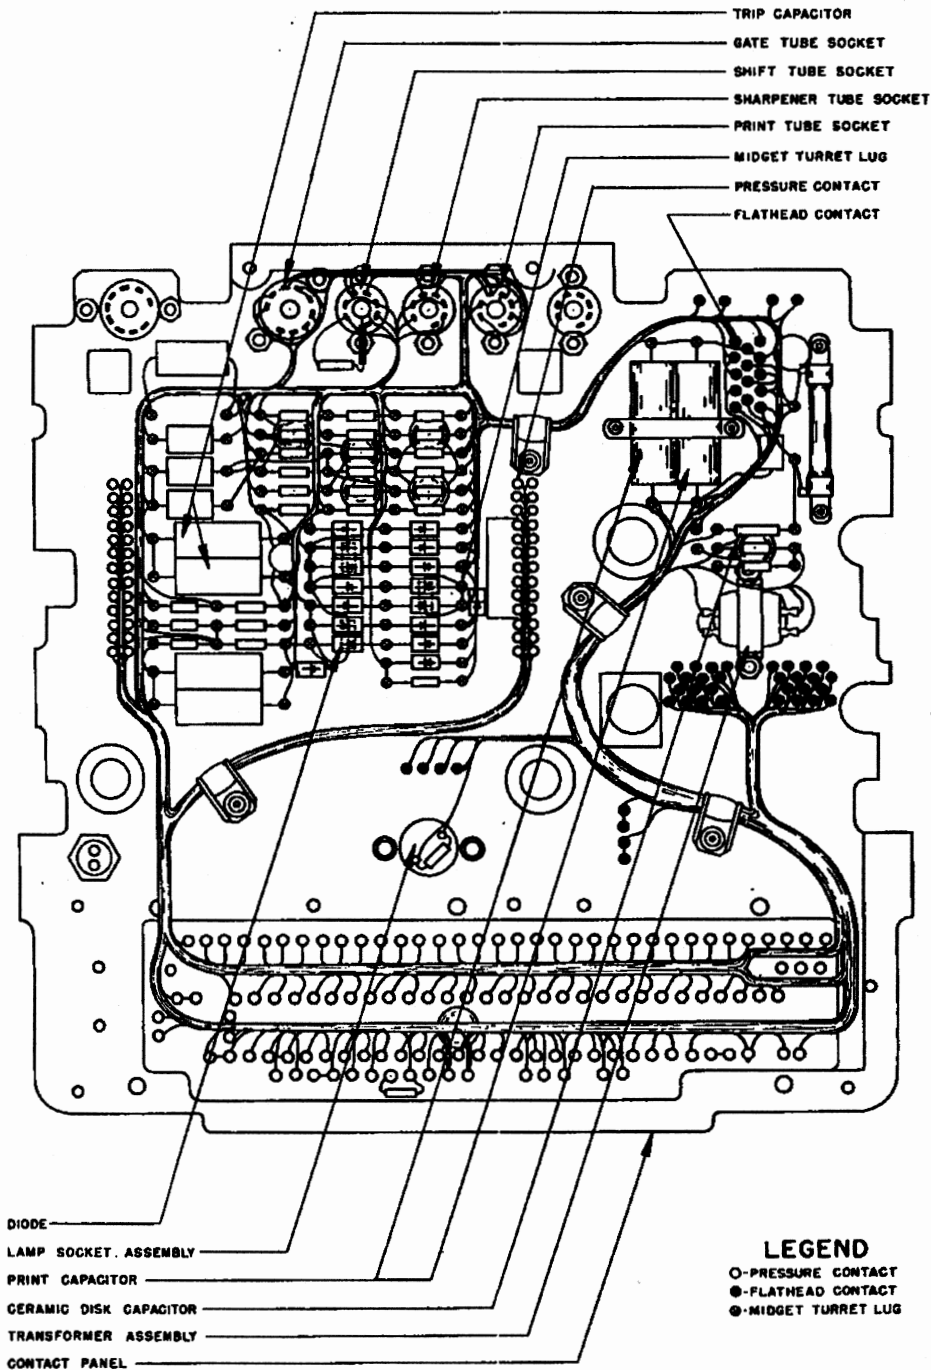 TRIP CAPACITOR
GATE TUBE SOCKET
SHIFT TUBE SOCKET
SHARPENER TUBE SOCKET
PRINT TUBE SOCKET
MIDGET TURRET LUG
PRESSURE CONTACT
FLATHEAD CONTACT
DIODE
LAMP SOCKET. ASSEMBLY
PRINT CAPACITOR
CERAMIC DISK CAPACITOR
TRANSFORMER ASSEMBLY
CONTACT PANEL
LEGEND
O-PRESSURE CONTACT
●-FLATHEAD CONTACT
◍-MIDGET TURRET LUG